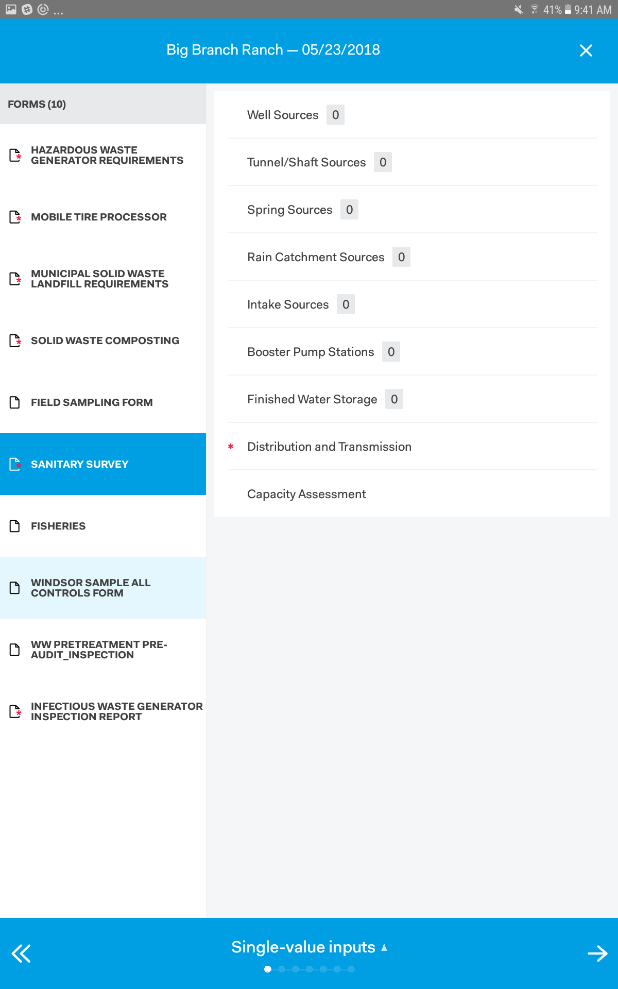 41% 9:41 AM
Big Branch Ranch — 05/23/2018
FORMS (10)
HAZARDOUS WASTE
GENERATOR REQUIREMENTS
MOBILE TIRE PROCESSOR
MUNICIPAL SOLID WASTE
LANDFILL REQUIREMENTS
SOLID WASTE COMPOSTING
FIELD SAMPLING FORM
SANITARY SURVEY
FISHERIES
WINDSOR SAMPLE ALL
CONTROLS FORM
WW PRETREATMENT PRE-
AUDIT_INSPECTION
INFECTIOUS WASTE GENERATOR
INSPECTION REPORT
Well Sources 0
Tunnel/Shaft Sources 0
Spring Sources 0
Rain Catchment Sources 0
Intake Sources 0
Booster Pump Stations 0
Finished Water Storage 0
* Distribution and Transmission
Capacity Assessment
Single-value inputs